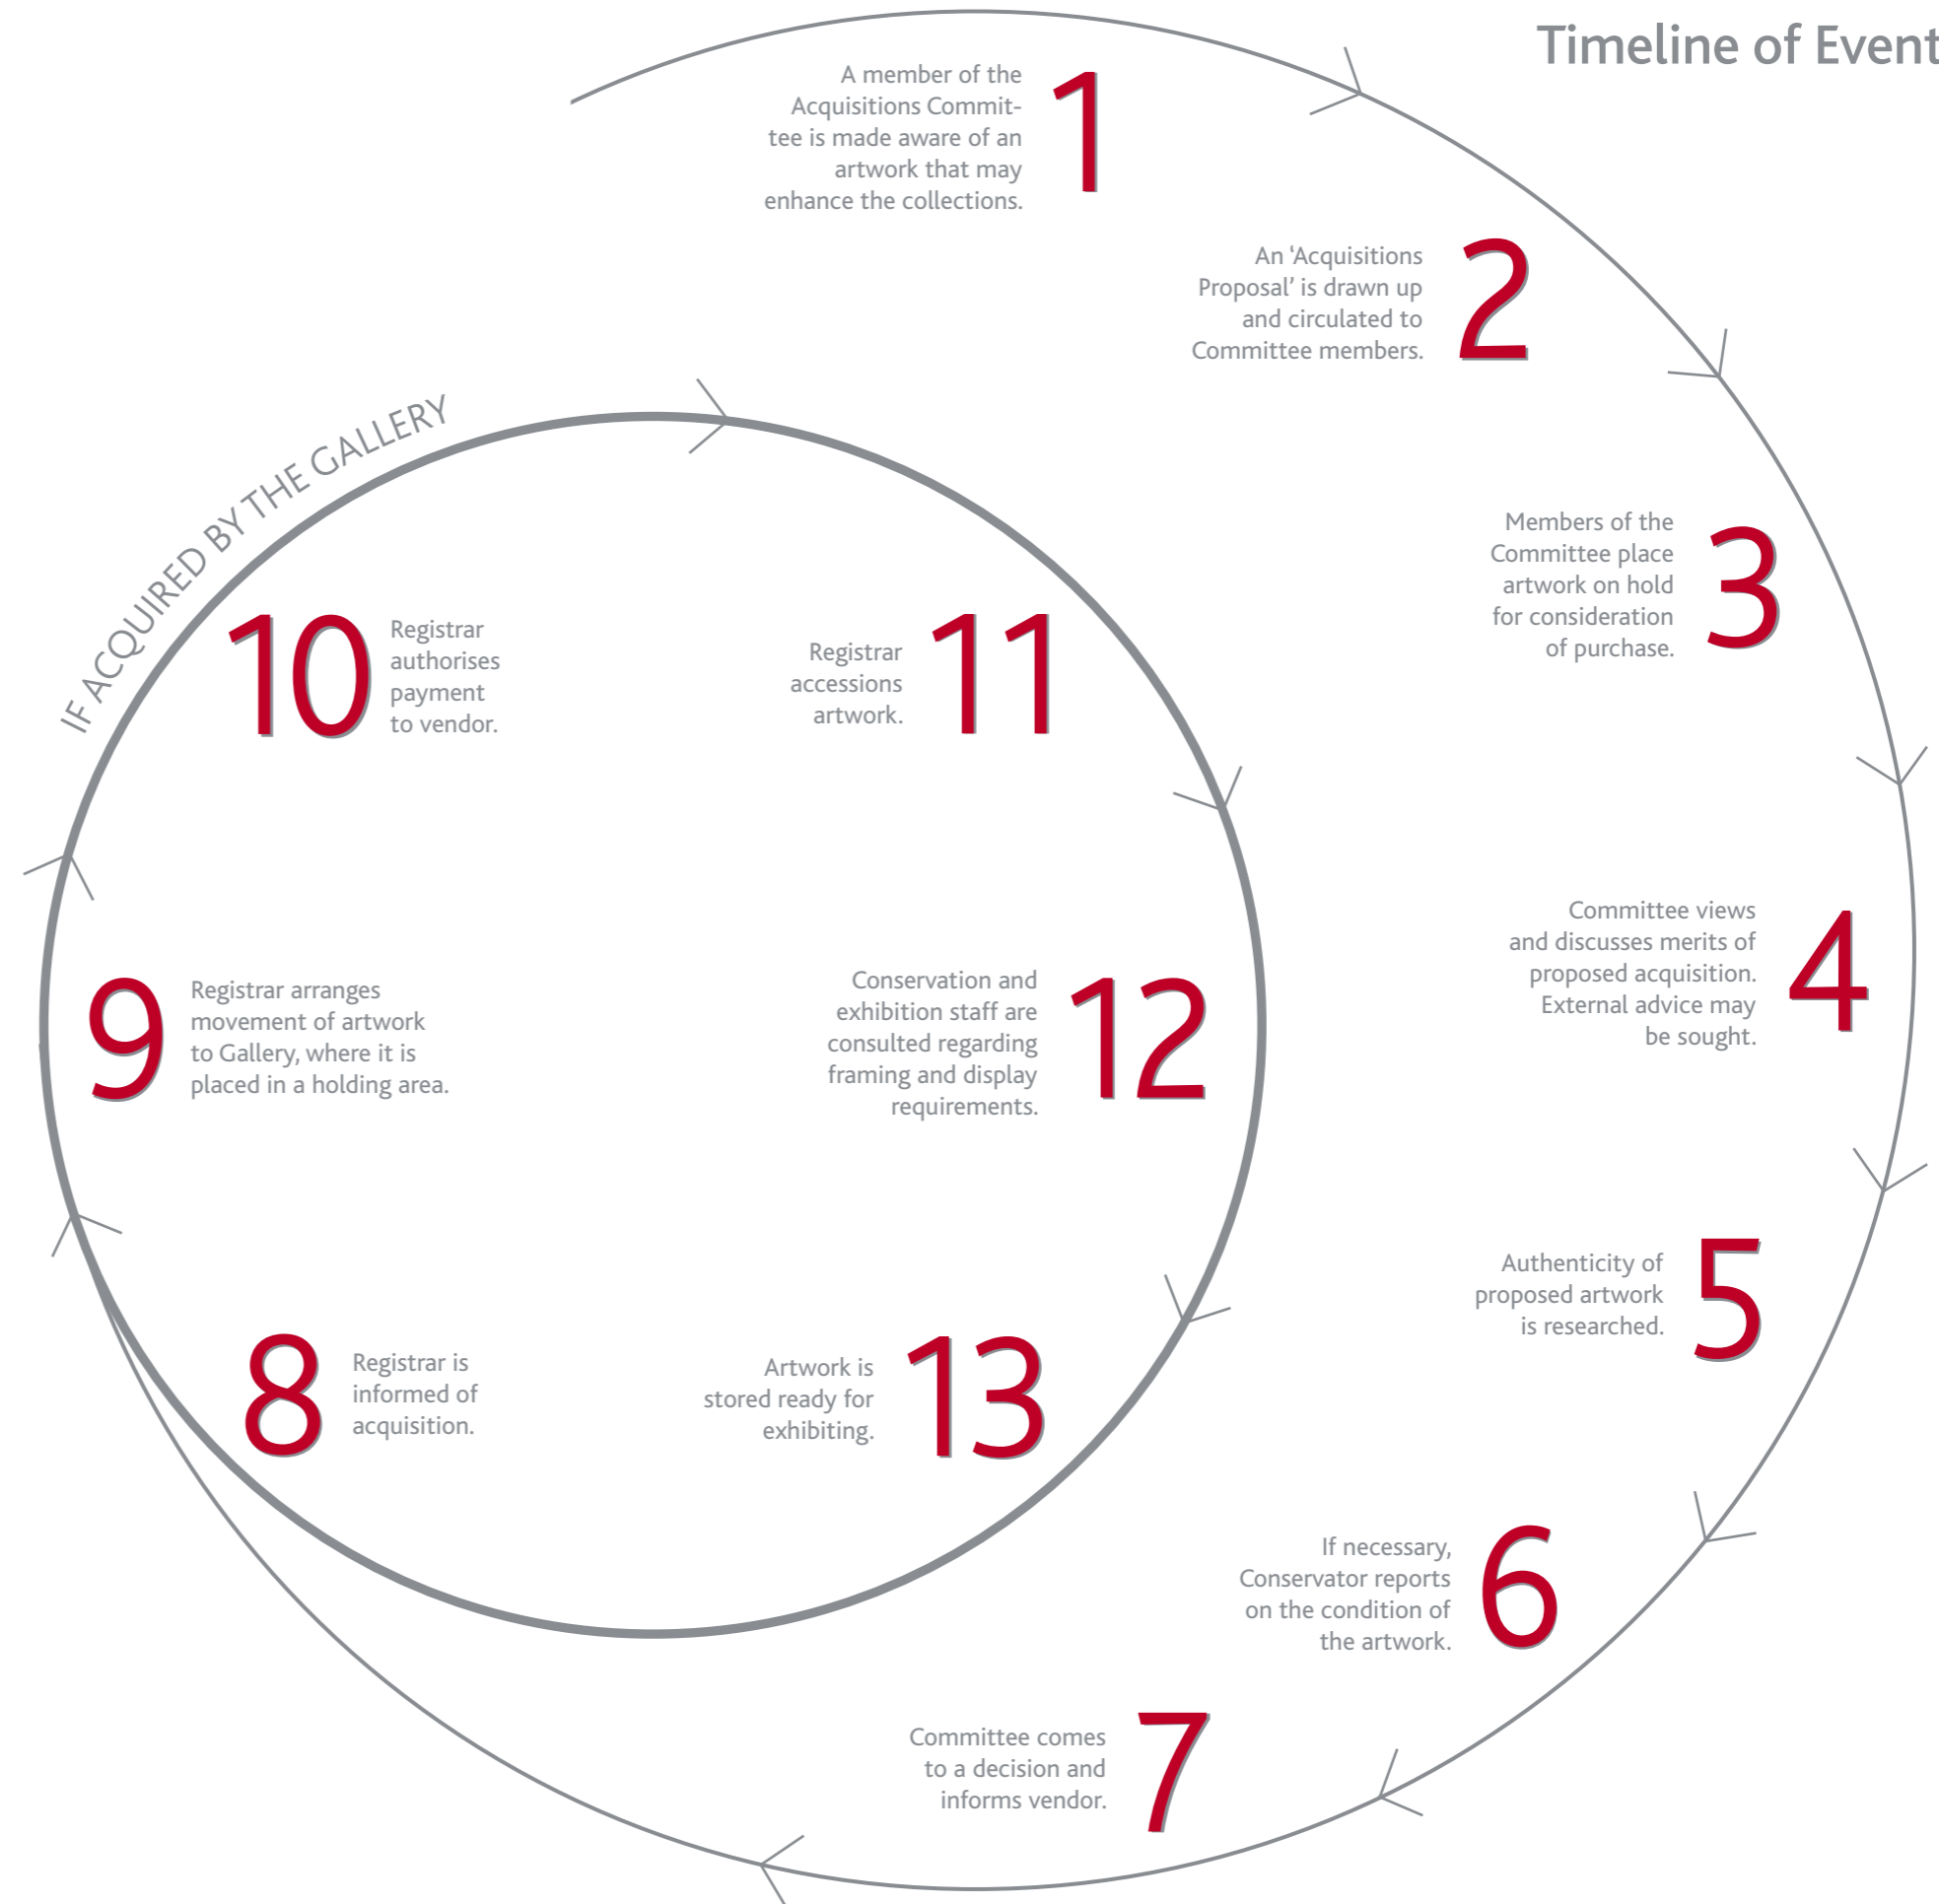 Timeline of Event
1
A member of the
Acquisitions Commit-
tee is made aware of an
artwork that may
enhance the collections.
2
An ‘Acquisitions
Proposal’ is drawn up
and circulated to
Committee members.
3
Members of the
Committee place
artwork on hold
for consideration
of purchase.
4
Committee views
and discusses merits of
proposed acquisition.
External advice may
be sought.
5
Authenticity of
proposed artwork
is researched.
6
If necessary,
Conservator reports
on the condition of
the artwork.
7
Committee comes
to a decision and
informs vendor.
IF ACQUIRED BY THE GALLERY
8
Registrar is
informed of
acquisition.
9
Registrar arranges
movement of artwork
to Gallery, where it is
placed in a holding area.
10
Registrar
authorises
payment
to vendor.
11
Registrar
accessions
artwork.
12
Conservation and
exhibition staff are
consulted regarding
framing and display
requirements.
13
Artwork is
stored ready for
exhibiting.